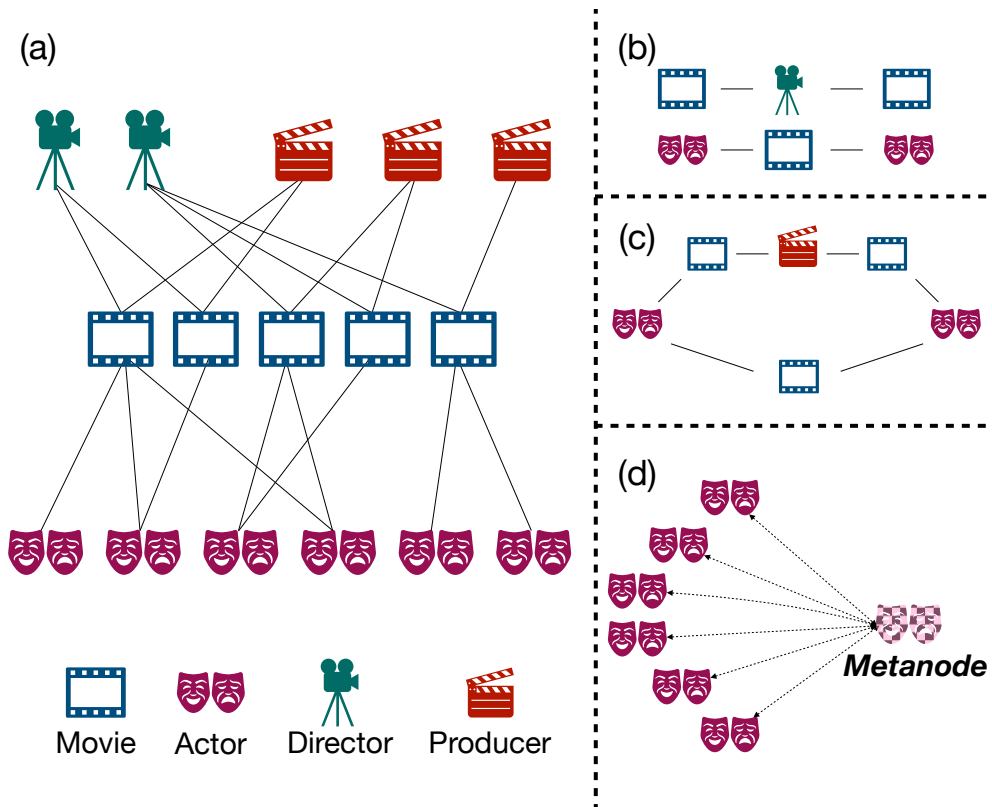 (a)
(b)
(c)
(d)
Metanode
Movie
Actor
Director
Producer